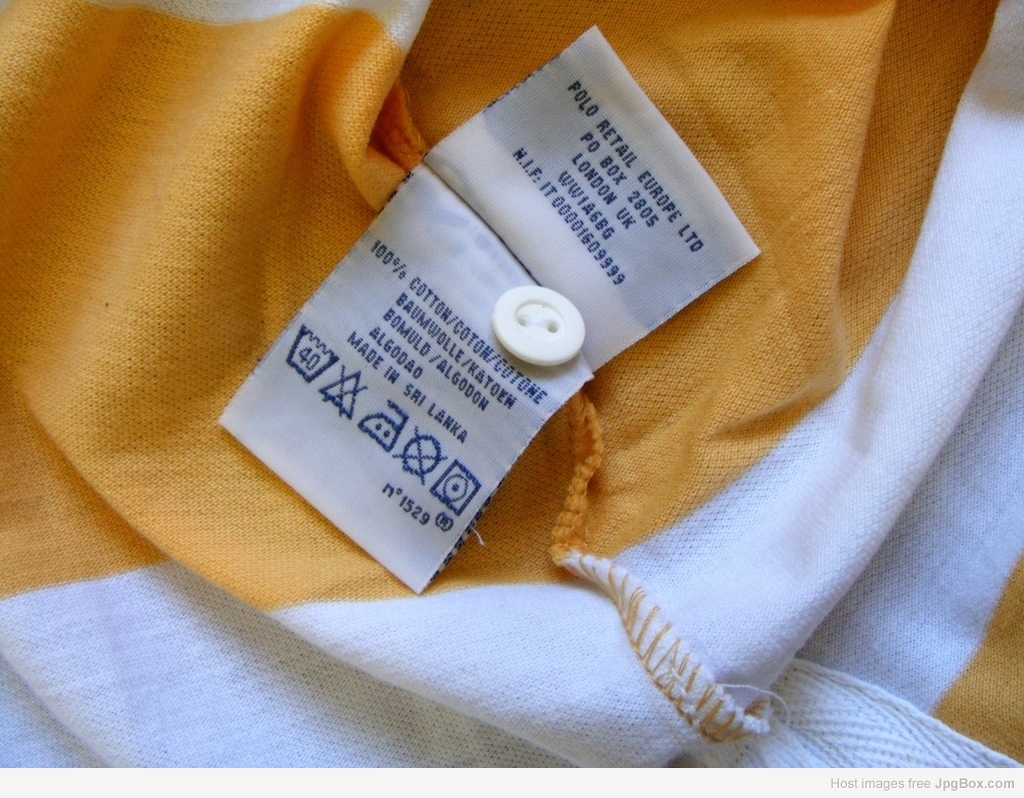 POLO RETAIL EUROPE LTD
PO BOX 2805
LONDON UK
WW1A6BG
N.I.F: IT00001609999
100% COTTON/COTON/COTONE
BAUMWOLLE/KATOEN
BOMULD/ALGODON
ALGODAO
MADE IN SRI LANKA
40
n°1529 (B)
Host images free JpgBox.com